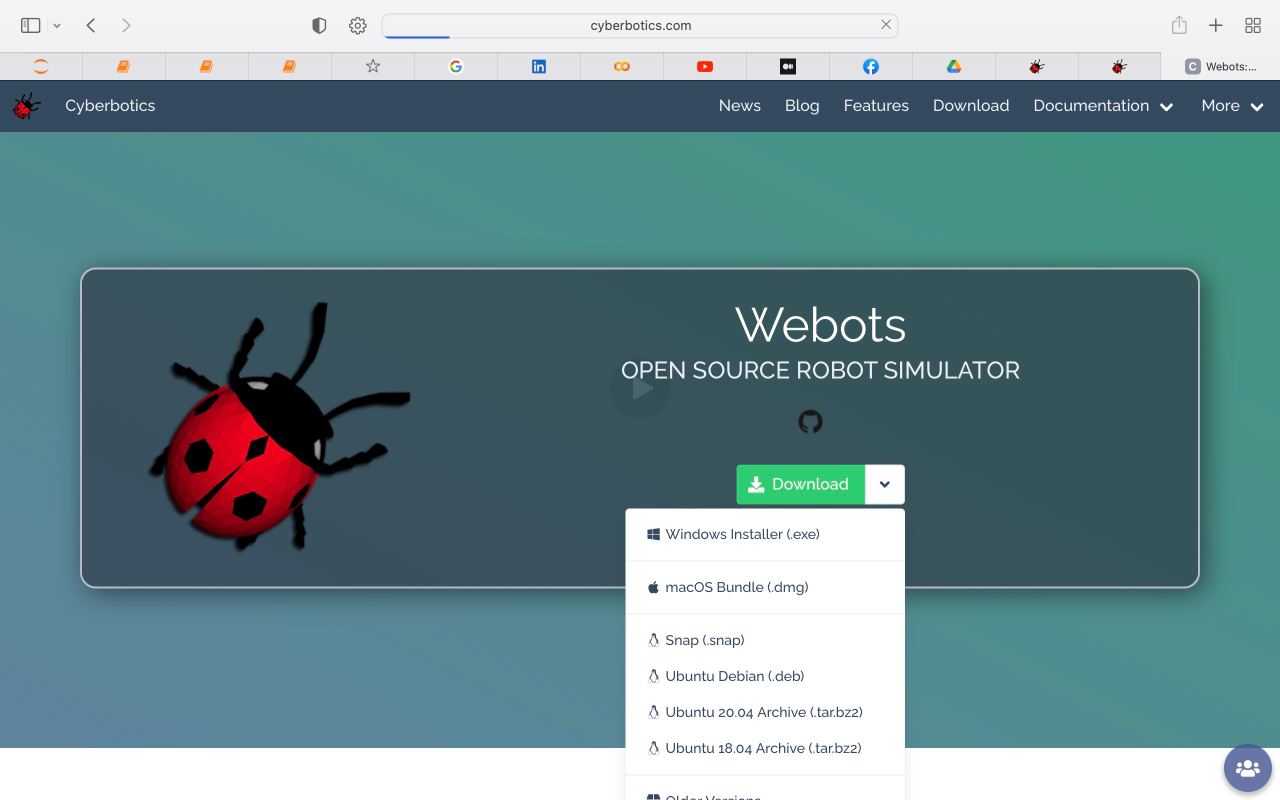 cyberbotics.com
C Webots:...
Cyberbotics
News
Blog
Features
Download
Documentation
More
Webots
OPEN SOURCE ROBOT SIMULATOR
Download
Windows Installer (.exe)
macOS Bundle (.dmg)
Snap (.snap)
Ubuntu Debian (.deb)
Ubuntu 20.04 Archive (.tar.bz2)
Ubuntu 18.04 Archive (.tar.bz2)
Older Versions